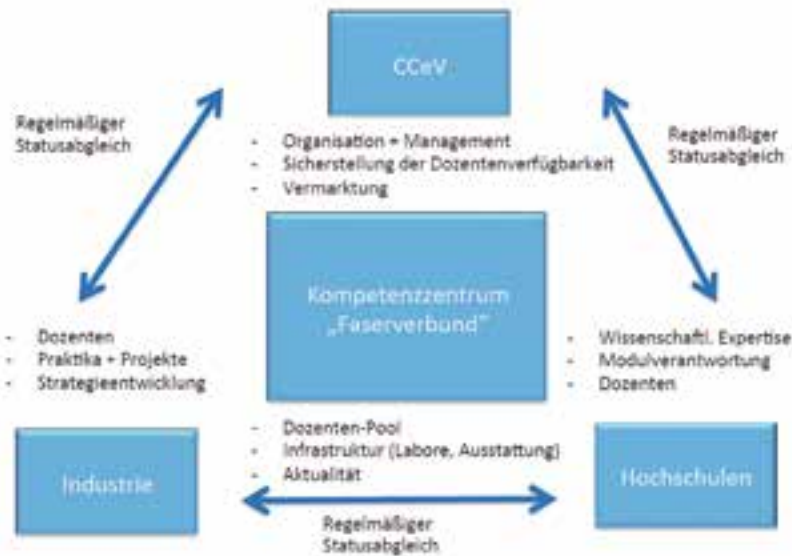 CCeV
Regelmäßiger
Statusabgleich
Regelmäßiger
Statusabgleich
- Organisation + Management
- Sicherstellung der Dozentenverfügbarkeit
- Vermarktung
Kompetenzzentrum
„Faserverbund"
- Dozenten
- Praktika + Projekte
- Strategieentwicklung
- Wissenschaftl. Expertise
- Modulverantwortung
- Dozenten
- Dozenten-Pool
- Infrastruktur (Labore, Ausstattung)
- Aktualität
Industrie
Hochschulen
Regelmäßiger
Statusabgleich